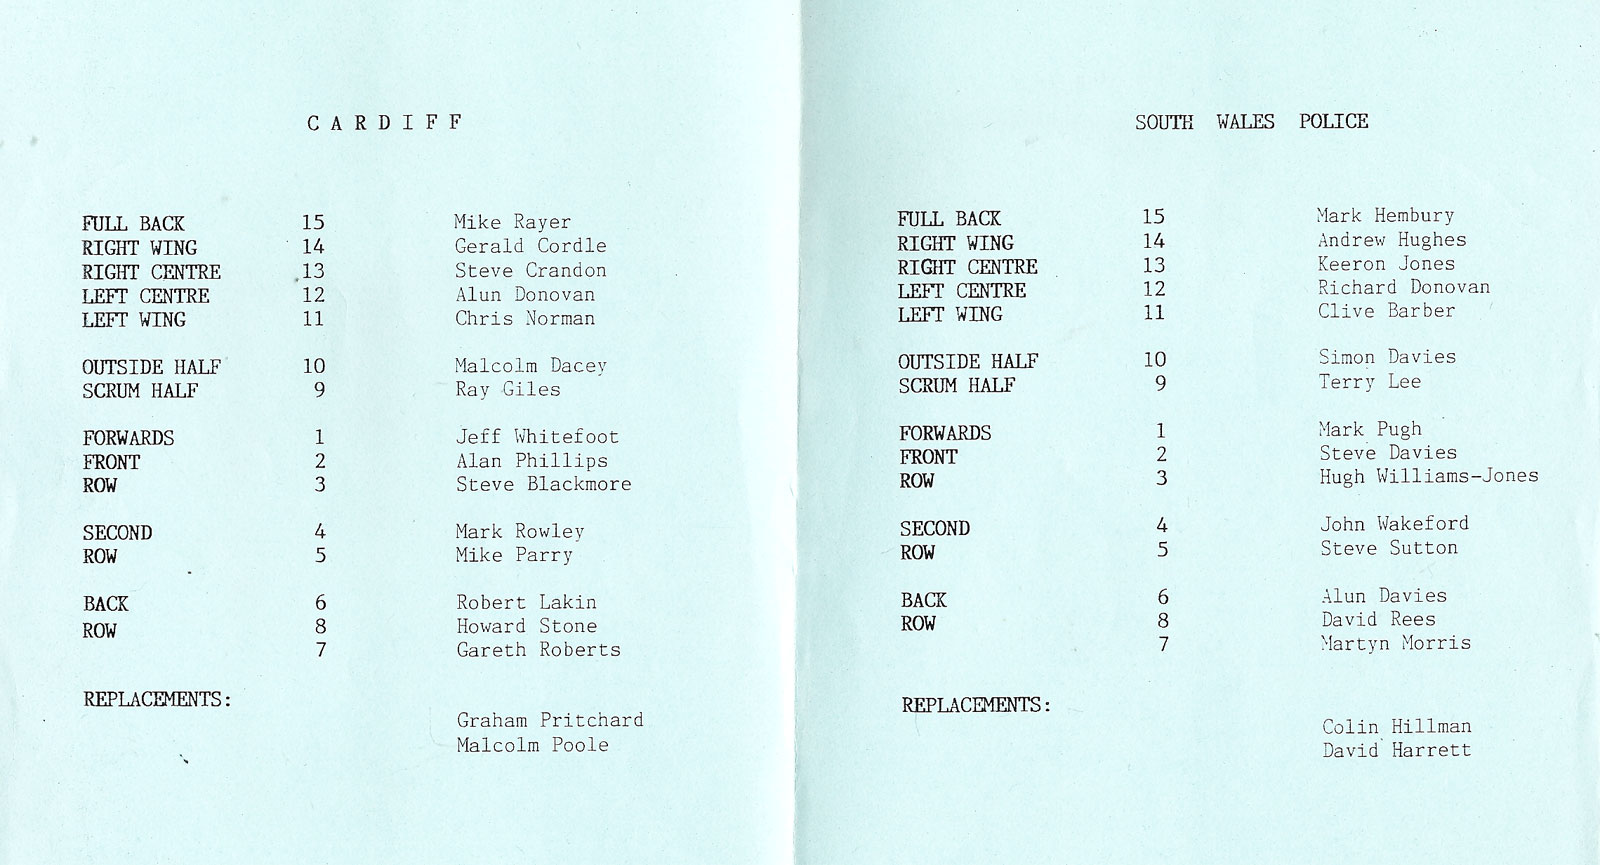 CARDIFF
FULL BACK 15 Mike Rayer
RIGHT WING 14 Gerald Cordle
RIGHT CENTRE 13 Steve Crandon
LEFT CENTRE 12 Alun Donovan
LEFT WING 11 Chris Norman
OUTSIDE HALF 10 Malcolm Dacey
SCRUM HALF 9 Ray Giles
FORWARDS 1 Jeff Whitefoot
FRONT 2 Alan Phillips
ROW 3 Steve Blackmore
SECOND 4 Mark Rowley
ROW 5 Mike Parry
BACK 6 Robert Lakin
ROW 8 Howard Stone
7 Gareth Roberts
REPLACEMENTS:
Graham Pritchard
Malcolm Poole
SOUTH WALES POLICE
FULL BACK 15 Mark Hembury
RIGHT WING 14 Andrew Hughes
RIGHT CENTRE 13 Keeron Jones
LEFT CENTRE 12 Richard Donovan
LEFT WING 11 Clive Barber
OUTSIDE HALF 10 Simon Davies
SCRUM HALF 9 Terry Lee
FORWARDS 1 Mark Pugh
FRONT 2 Steve Davies
ROW 3 Hugh Williams-Jones
SECOND 4 John Wakeford
ROW 5 Steve Sutton
BACK 6 Alun Davies
ROW 8 David Rees
7 Martyn Morris
REPLACEMENTS:
Colin Hillman
David Harrett